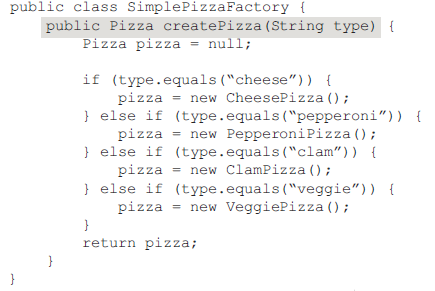 public class SimplePizzaFactory {
public Pizza createPizza(String type) {
Pizza pizza = null;
if (type.equals(“cheese”)) {
pizza = new CheesePizza();
} else if (type.equals(“pepperoni”)) {
pizza = new PepperoniPizza();
} else if (type.equals(“clam”)) {
pizza = new ClamPizza();
} else if (type.equals(“veggie”)) {
pizza = new VeggiePizza();
}
return pizza;
}
}